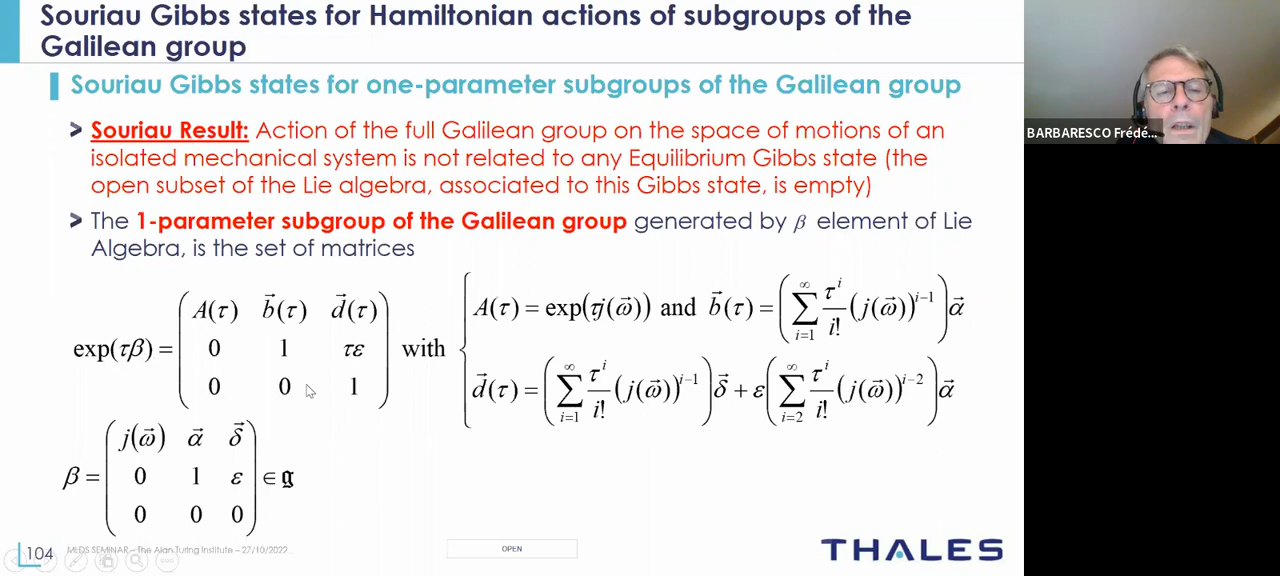 Souriau Gibbs states for Hamiltonian actions of subgroups of the
Galilean group
Souriau Gibbs states for one-parameter subgroups of the Galilean group
Souriau Result: Action of the full Galilean group on the space of motions of an
isolated mechanical system is not related to any Equilibrium Gibbs state (the
open subset of the Lie algebra, associated to this Gibbs state, is empty)
The 1-parameter subgroup of the Galilean group generated by β element of Lie
Algebra, is the set of matrices
exp(τβ) = ( A(τ) b⃗(τ) d⃗(τ) ; 0 1 τε ; 0 0 1 ) with
A(τ) = exp(τj(ω⃗)) and b⃗(τ) = ( ∑_{i=1}^{∞} τ^i/i! (j(ω⃗))^{i−1} ) α⃗
d⃗(τ) = ( ∑_{i=1}^{∞} τ^i/i! (j(ω⃗))^{i−1} ) δ⃗ + ε( ∑_{i=2}^{∞} τ^i/i! (j(ω⃗))^{i−2} ) α⃗
β = ( j(ω⃗) α⃗ δ⃗ ; 0 1 ε ; 0 0 0 ) ∈ 𝔤
104
MLDS SEMINAR – The Alan Turing Institute – 27/10/2022
OPEN
THALES
BARBARESCO Frédé...